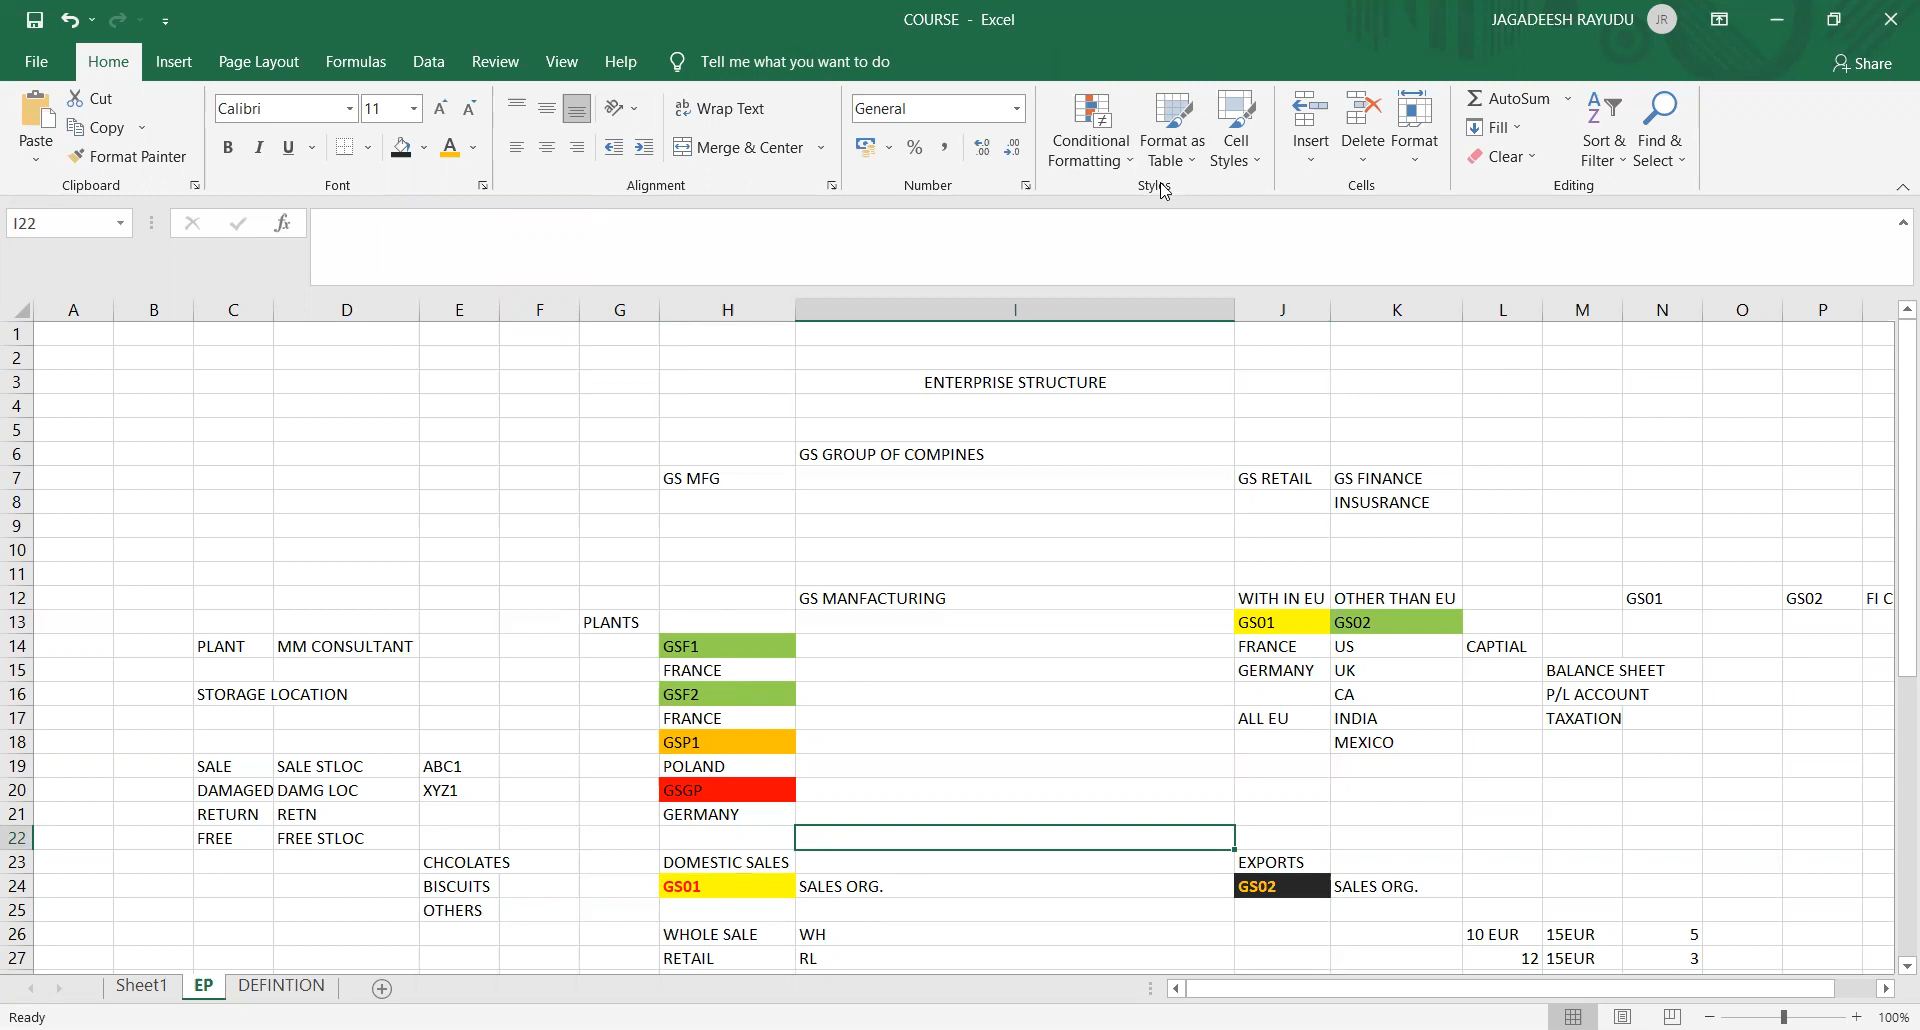 COURSE - Excel
JAGADEESH RAYUDU JR
File Home Insert Page Layout Formulas Data Review View Help Tell me what you want to do Share
Paste Cut Copy Format Painter
Clipboard
Calibri 11
B I U A
Font
Wrap Text
Merge & Center
Alignment
General
% ,
Number
Conditional Formatting
Format as Table
Cell Styles
Styles
Insert Delete Format
Cells
AutoSum Fill Clear
Sort & Filter
Find & Select
Editing
I22 fx
A B C D E F G H I J K L M N O P
1
2
3 ENTERPRISE STRUCTURE
4
5
6 GS GROUP OF COMPINES
7 GS MFG GS RETAIL GS FINANCE
8 INSUSRANCE
9
10
11
12 GS MANFACTURING WITH IN EU OTHER THAN EU GS01 GS02 FI C
13 PLANTS GS01 GS02
14 PLANT MM CONSULTANT GSF1 FRANCE US CAPTIAL
15 FRANCE GERMANY UK BALANCE SHEET
16 STORAGE LOCATION GSF2 CA P/L ACCOUNT
17 FRANCE ALL EU INDIA TAXATION
18 GSP1 MEXICO
19 SALE SALE STLOC ABC1 POLAND
20 DAMAGED DAMG LOC XYZ1 GSGP
21 RETURN RETN GERMANY
22 FREE FREE STLOC
23 CHCOLATES DOMESTIC SALES EXPORTS
24 BISCUITS GS01 SALES ORG. GS02 SALES ORG.
25 OTHERS
26 WHOLE SALE WH 10 EUR 15EUR 5
27 RETAIL RL 12 15EUR 3
Sheet1 EP DEFINTION
Ready 100%